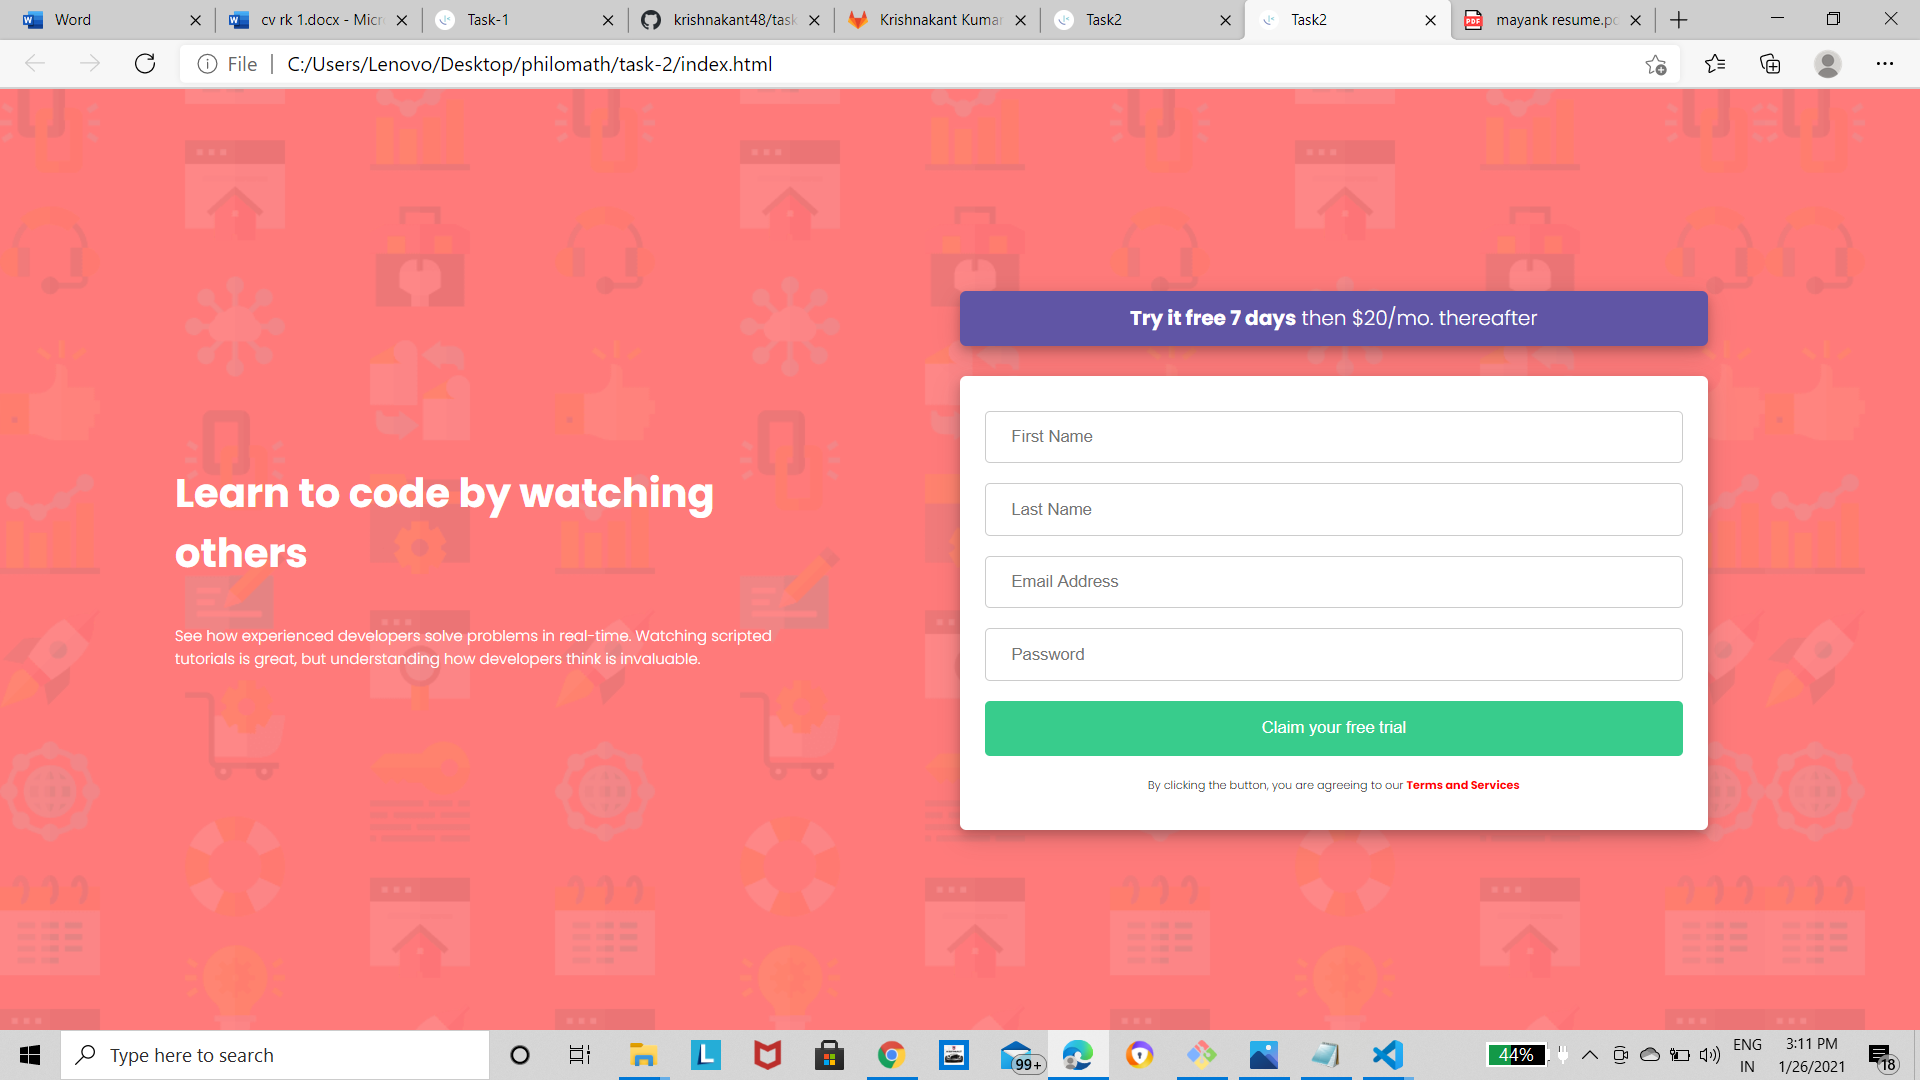 Word
cv rk 1.docx - Micr
Task-1
krishnakant48/task
Krishnakant Kumar
Task2
Task2
mayank resume.pd
File
C:/Users/Lenovo/Desktop/philomath/task-2/index.html
Try it free 7 days then $20/mo. thereafter
First Name
Last Name
Email Address
Password
Claim your free trial
By clicking the button, you are agreeing to our Terms and Services
Learn to code by watching
others
See how experienced developers solve problems in real-time. Watching scripted
tutorials is great, but understanding how developers think is invaluable.
Type here to search
99+
44%
ENG
IN
3:11 PM
1/26/2021
18